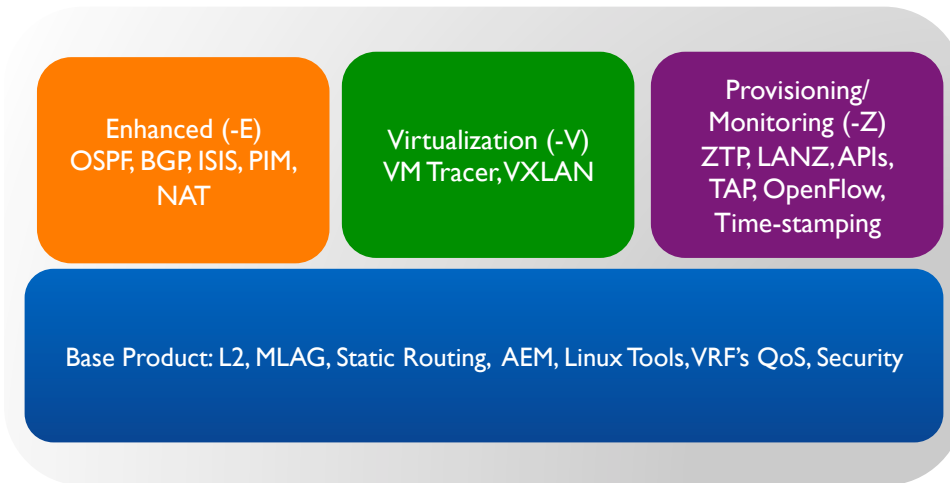 Enhanced (-E)
OSPF, BGP, ISIS, PIM,
NAT
Virtualization (-V)
VM Tracer, VXLAN
Provisioning/
Monitoring (-Z)
ZTP, LANZ, APIs,
TAP, OpenFlow,
Time-stamping
Base Product: L2, MLAG, Static Routing, AEM, Linux Tools, VRF's QoS, Security